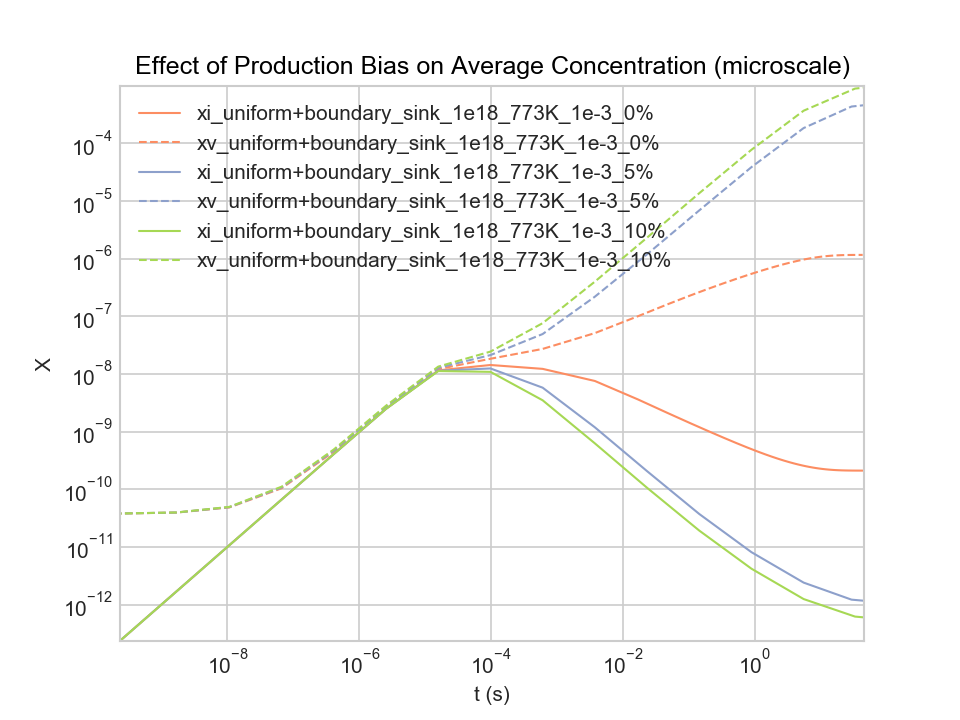 Effect of Production Bias on Average Concentration (microscale)
xi_uniform+boundary_sink_1e18_773K_1e-3_0%
xv_uniform+boundary_sink_1e18_773K_1e-3_0%
xi_uniform+boundary_sink_1e18_773K_1e-3_5%
xv_uniform+boundary_sink_1e18_773K_1e-3_5%
xi_uniform+boundary_sink_1e18_773K_1e-3_10%
xv_uniform+boundary_sink_1e18_773K_1e-3_10%
10⁻⁴
10⁻⁵
10⁻⁶
10⁻⁷
10⁻⁸
10⁻⁹
10⁻¹⁰
10⁻¹¹
10⁻¹²
X
10⁻⁸ 10⁻⁶ 10⁻⁴ 10⁻² 10⁰
t (s)